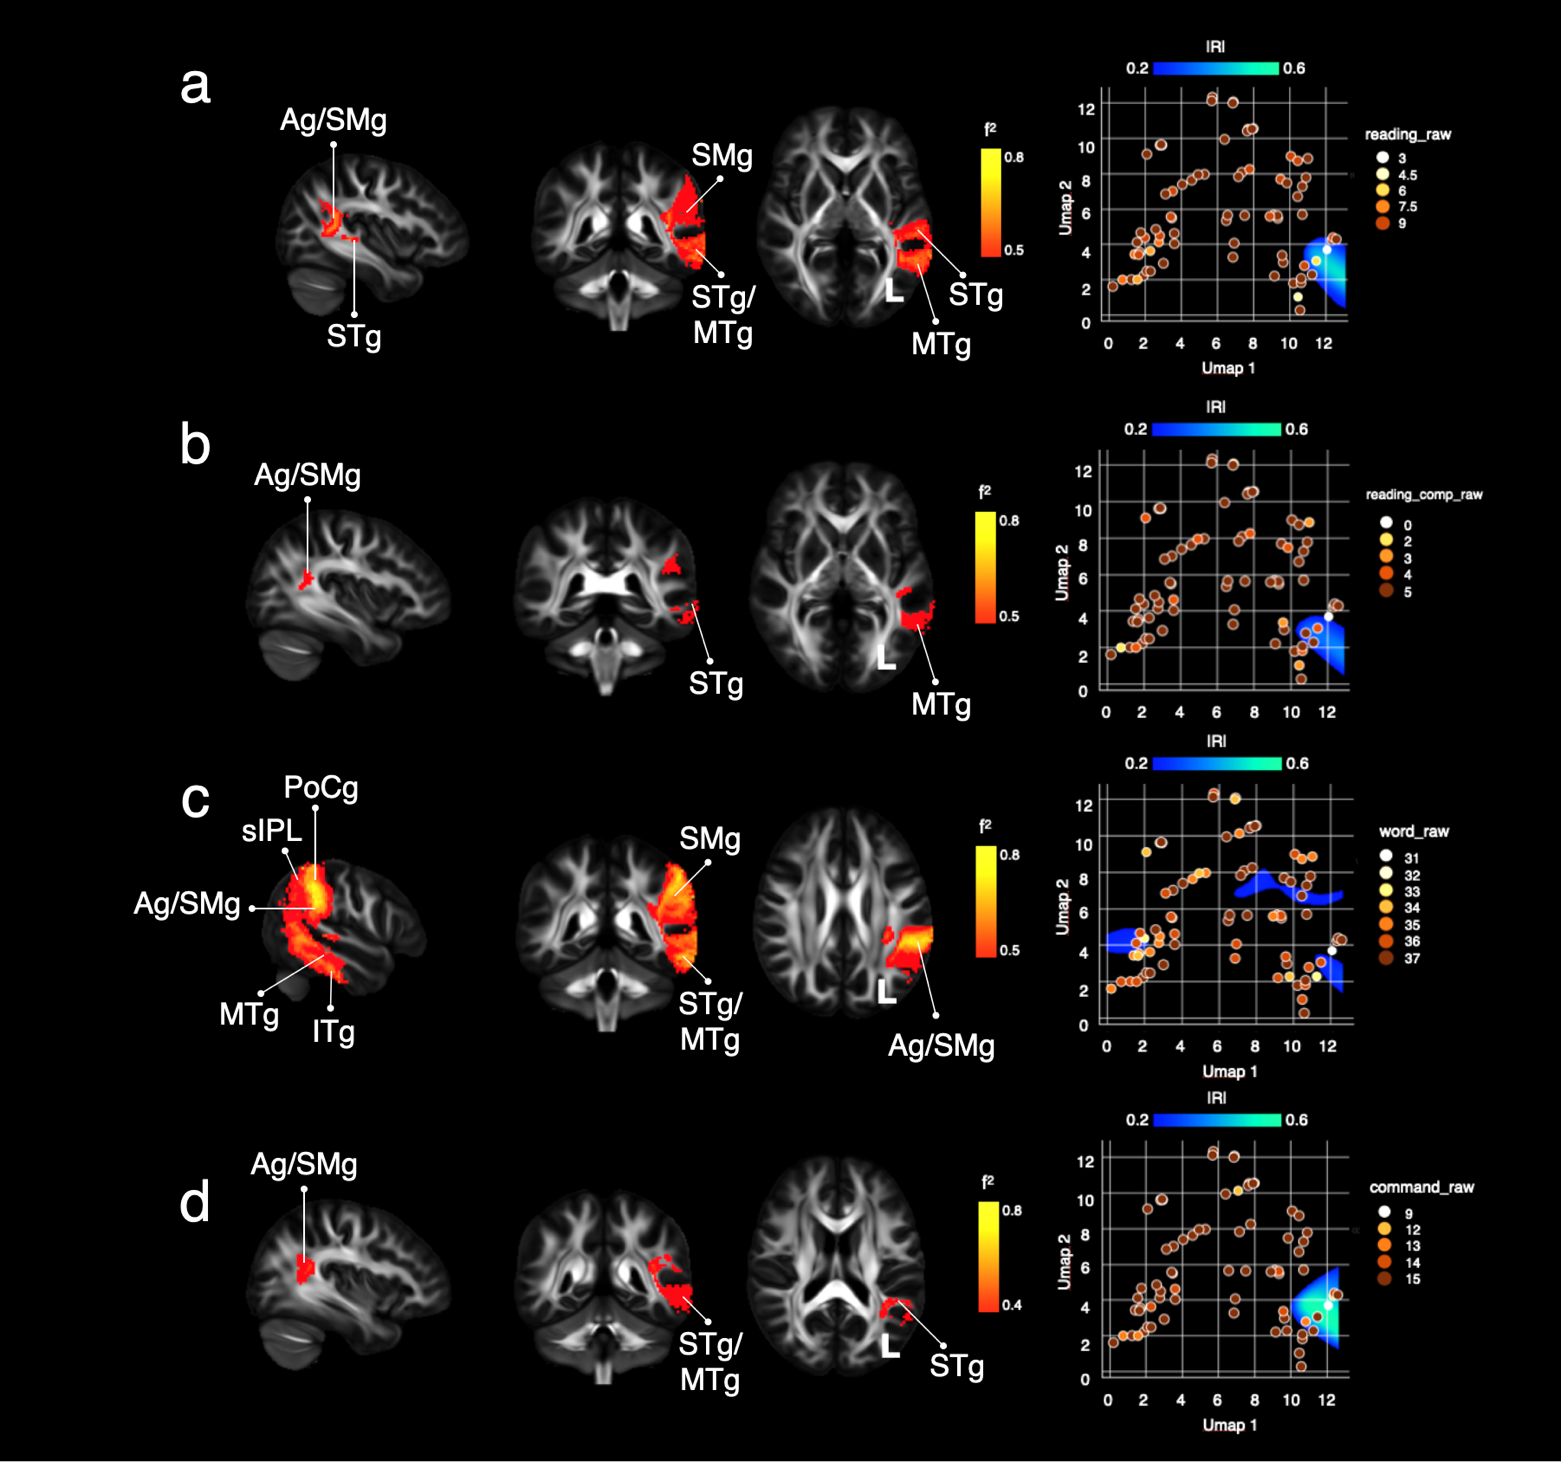 a
Ag/SMg
STg
SMg
STg/
MTg
L
STg
MTg
f²
0.8
0.5
|R|
0.2
0.6
12
10
8
6
4
2
0
Umap 2
0 2 4 6 8 10 12
Umap 1
reading_raw
3
4.5
6
7.5
9
b
Ag/SMg
STg
L
MTg
f²
0.8
0.5
|R|
0.2
0.6
12
10
8
6
4
2
0
Umap 2
0 2 4 6 8 10 12
reading_comp_raw
0
2
3
4
5
c
PoCg
sIPL
Ag/SMg
MTg
ITg
SMg
STg/
MTg
L
Ag/SMg
f²
0.8
0.5
|R|
0.2
0.6
12
10
8
6
4
2
0
Umap 2
0 2 4 6 8 10 12
Umap 1
word_raw
31
32
33
34
35
36
37
d
Ag/SMg
STg/
MTg
L
STg
f²
0.8
0.4
|R|
0.2
0.6
12
10
8
6
4
2
0
Umap 2
0 2 4 6 8 10 12
Umap 1
command_raw
9
12
13
14
15